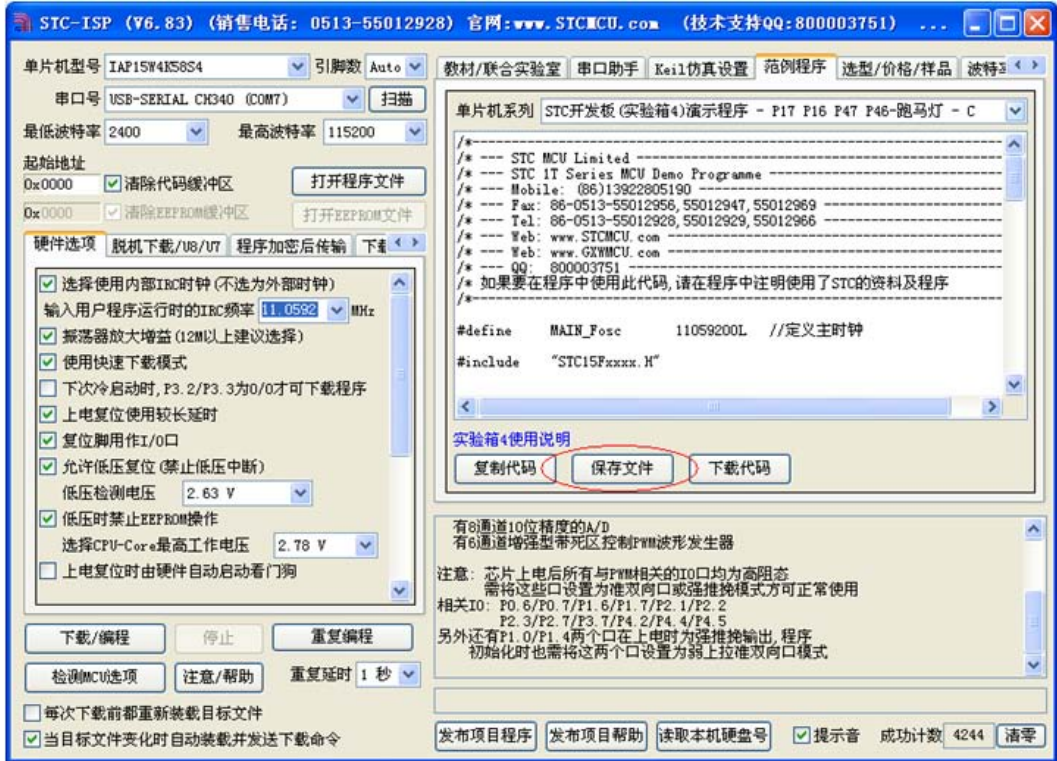 STC-ISP (V6.83) (销售电话: 0513-55012928) 官网:www.STCMCU.com (技术支持QQ:800003751) ...
单片机型号 IAP15W4K58S4 引脚数 Auto
串口号 USB-SERIAL CH340 (COM7) 扫描
最低波特率 2400 最高波特率 115200
起始地址
0x0000 清除代码缓冲区 打开程序文件
0x0000 清除EEPROM缓冲区 打开EEPROM文件
硬件选项 脱机下载/U8/U7 程序加密后传输
选择使用内部IRC时钟(不选为外部时钟)
输入用户程序运行时的IRC频率 11.0592 MHz
振荡器放大增益(12M以上建议选择)
使用快速下载模式
下次冷启动时,P3.2/P3.3为0/0才可下载程序
上电复位使用较长延时
复位脚用作I/O口
允许低压复位(禁止低压中断)
低压检测电压 2.63 V
低压时禁止EEPROM操作
选择CPU-Core最高工作电压 2.78 V
上电复位时由硬件自动启动看门狗
下载/编程 停止 重复编程
检测MCU选项 注意/帮助 重复延时 1 秒
每次下载前都重新装载目标文件
当目标文件变化时自动装载并发送下载命令
教材/联合实验室 串口助手 Keil仿真设置 范例程序 选型/价格/样品 波特
单片机系列 STC开发板(实验箱4)演示程序 - P17 P16 P47 P46-跑马灯 - C
/*---------------------------------------------------------------------
/* --- STC MCU Limited ------------------------------------------------
/* --- STC 1T Series MCU Demo Programme -------------------------------
/* --- Mobile: (86)13922805190 ----------------------------------------
/* --- Fax: 86-0513-55012956,55012947,55012969 ------------------------
/* --- Tel: 86-0513-55012928,55012929,55012966 ------------------------
/* --- Web: www.STCMCU.com --------------------------------------------
/* --- Web: www.GXWMCU.com --------------------------------------------
/* --- QQ: 800003751 --------------------------------------------------
/* 如果要在程序中使用此代码,请在程序中注明使用了STC的资料及程序
/*---------------------------------------------------------------------
#define MAIN_Fosc 11059200L //定义主时钟
#include "STC15Fxxxx.H"
实验箱4使用说明
复制代码 保存文件 下载代码
有8通道10位精度的A/D
有6通道增强型带死区控制PWM波形发生器
注意: 芯片上电后所有与PWM相关的IO口均为高阻态
需将这些口设置为准双向口或强推挽模式方可正常使用
相关IO: P0.6/P0.7/P1.6/P1.7/P2.1/P2.2
P2.3/P2.7/P3.7/P4.2/P4.4/P4.5
另外还有P1.0/P1.4两个口在上电时为强推挽输出,程序
初始化时也需将这两个口设置为弱上拉准双向口模式
发布项目程序 发布项目帮助 读取本机硬盘号 提示音 成功计数 4244 清零